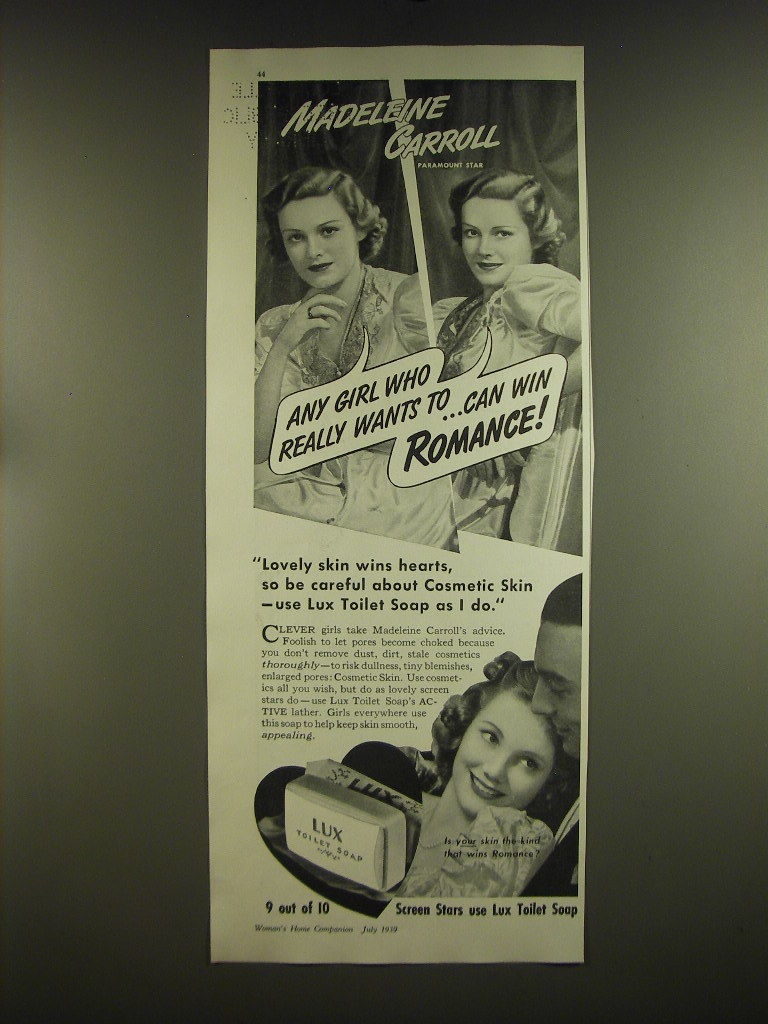 44
MADELEINE
CARROLL
PARAMOUNT STAR
ANY GIRL WHO
REALLY WANTS TO
...CAN WIN
ROMANCE!
"Lovely skin wins hearts,
so be careful about Cosmetic Skin
—use Lux Toilet Soap as I do."
CLEVER girls take Madeleine Carroll's advice.
Foolish to let pores become choked because
you don't remove dust, dirt, stale cosmetics
thoroughly—to risk dullness, tiny blemishes,
enlarged pores: Cosmetic Skin. Use cosmet-
ics all you wish, but do as lovely screen
stars do—use Lux Toilet Soap's AC-
TIVE lather. Girls everywhere use
this soap to help keep skin smooth,
appealing.
LUX
LUX
TOILET SOAP
Is your skin the kind
that wins Romance?
9 out of 10 Screen Stars use Lux Toilet Soap
Woman's Home Companion July 1939